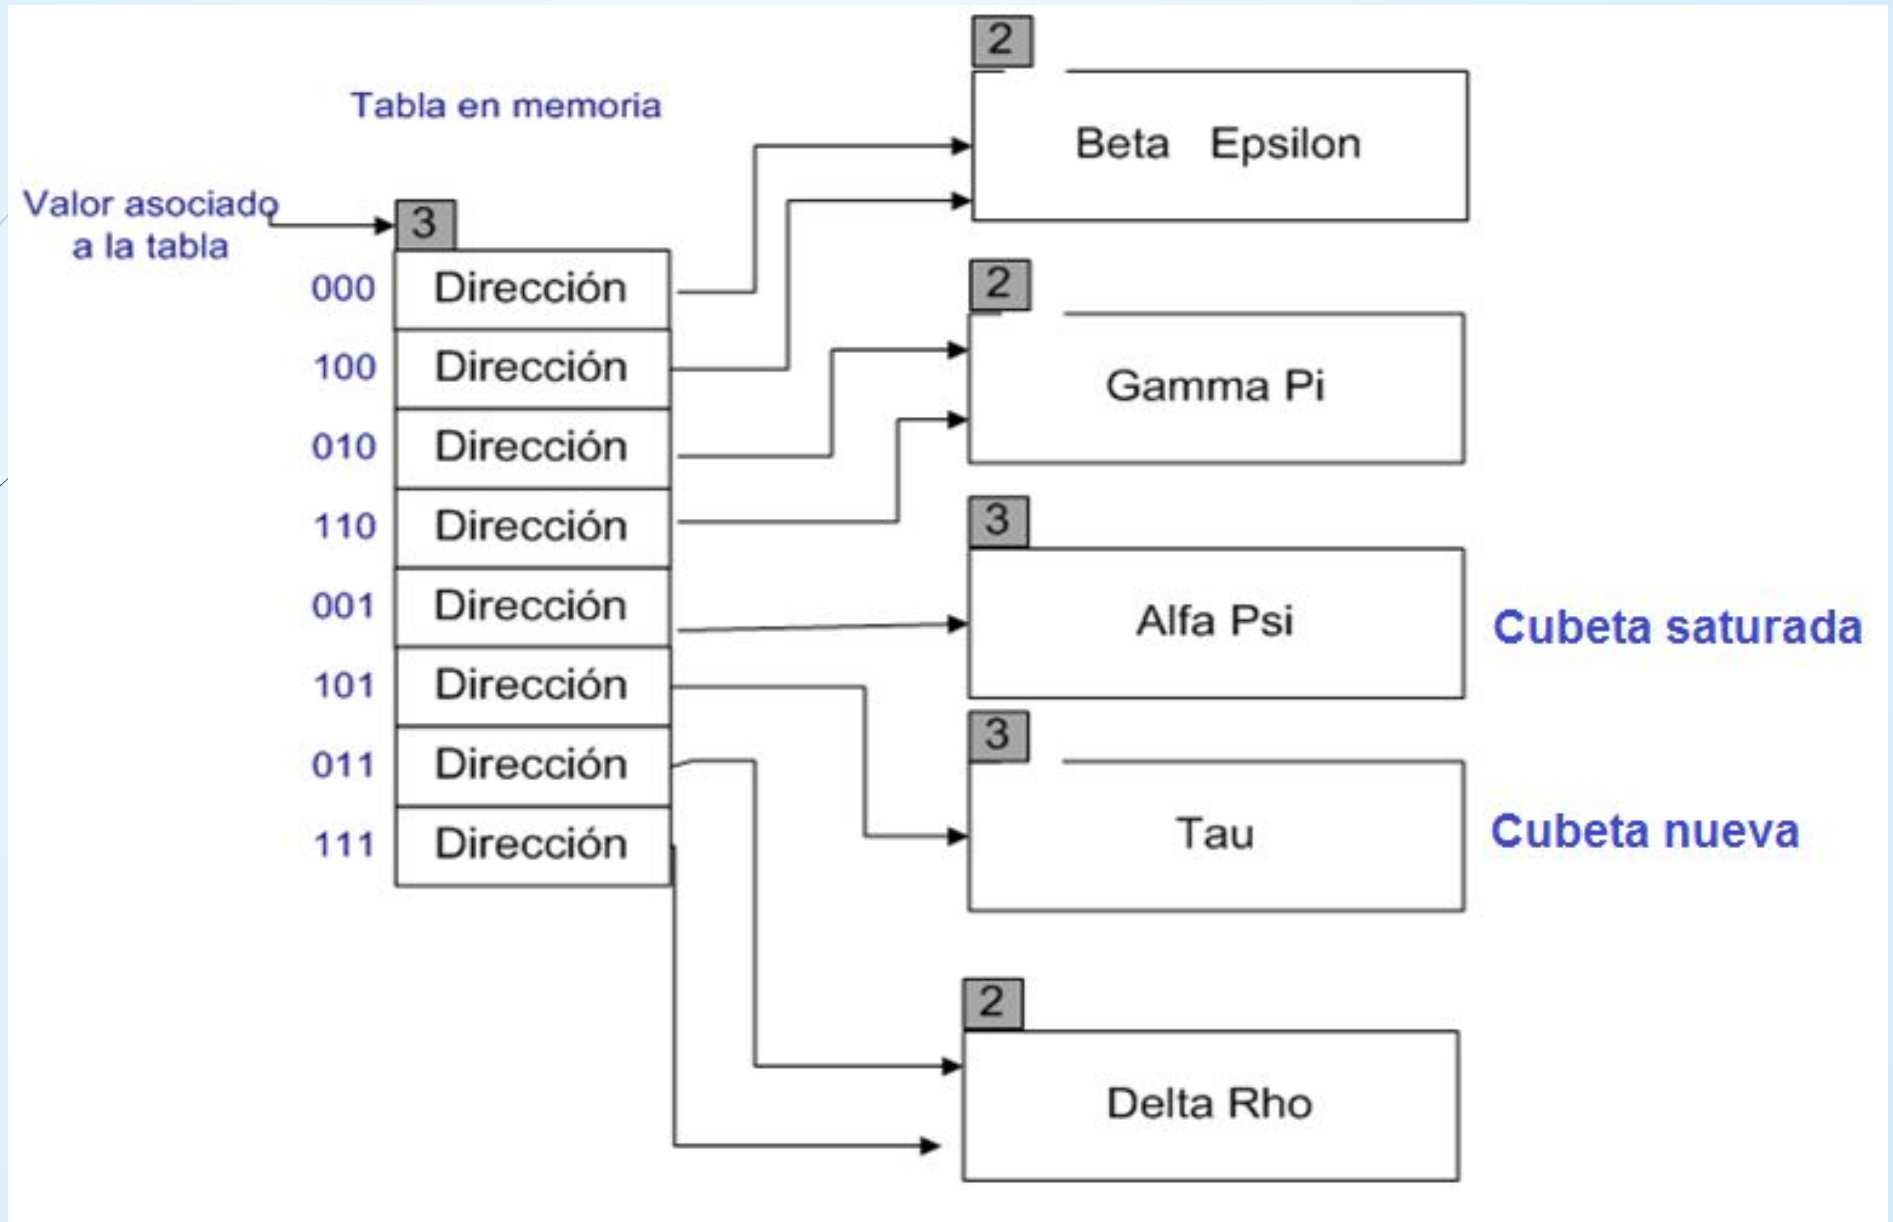 2
Tabla en memoria
Beta Epsilon
Valor asociado
a la tabla
3
000 Dirección
2
100 Dirección
Gamma Pi
010 Dirección
110 Dirección
3
001 Dirección
Alfa Psi
Cubeta saturada
101 Dirección
3
011 Dirección
Tau
Cubeta nueva
111 Dirección
2
Delta Rho